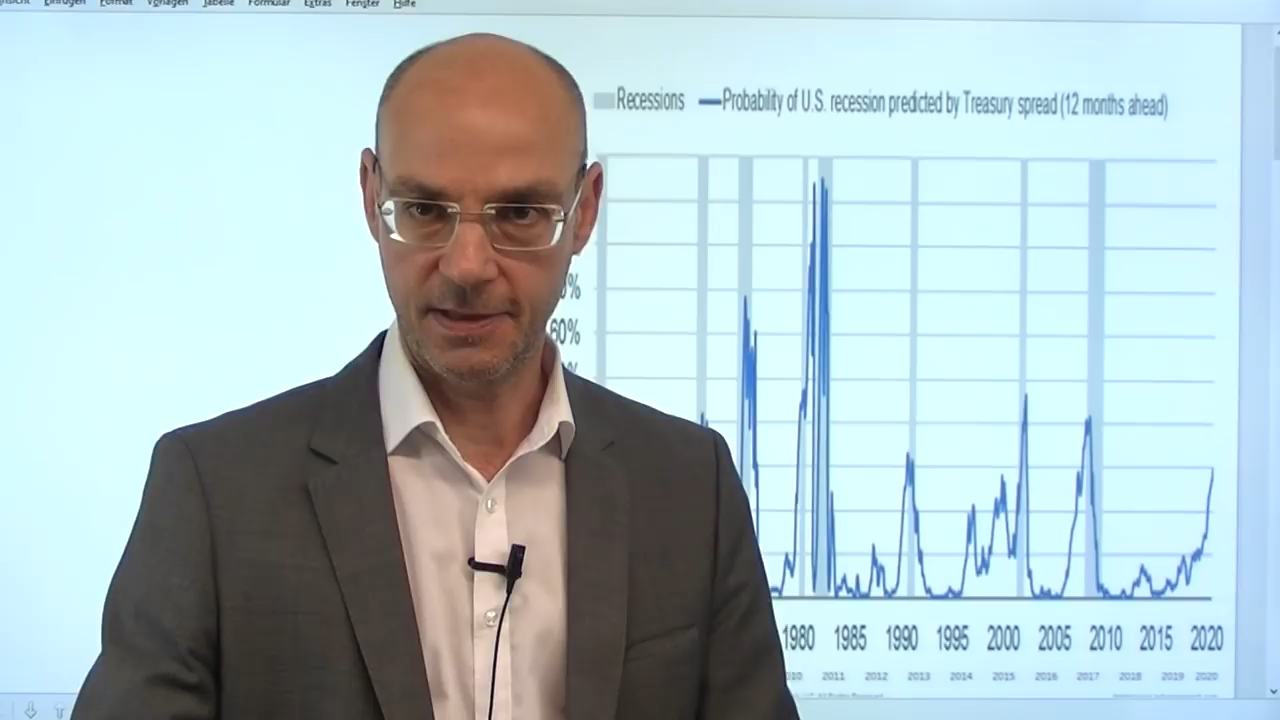 Einfügen Format Vorlagen Tabelle Formular Extras Fenster Hilfe
Recessions Probability of U.S. recession predicted by Treasury spread (12 months ahead)
60%
1980 1985 1990 1995 2000 2005 2010 2015 2020
2011 2012 2013 2014 2015 2016 2017 2018 2019 2020